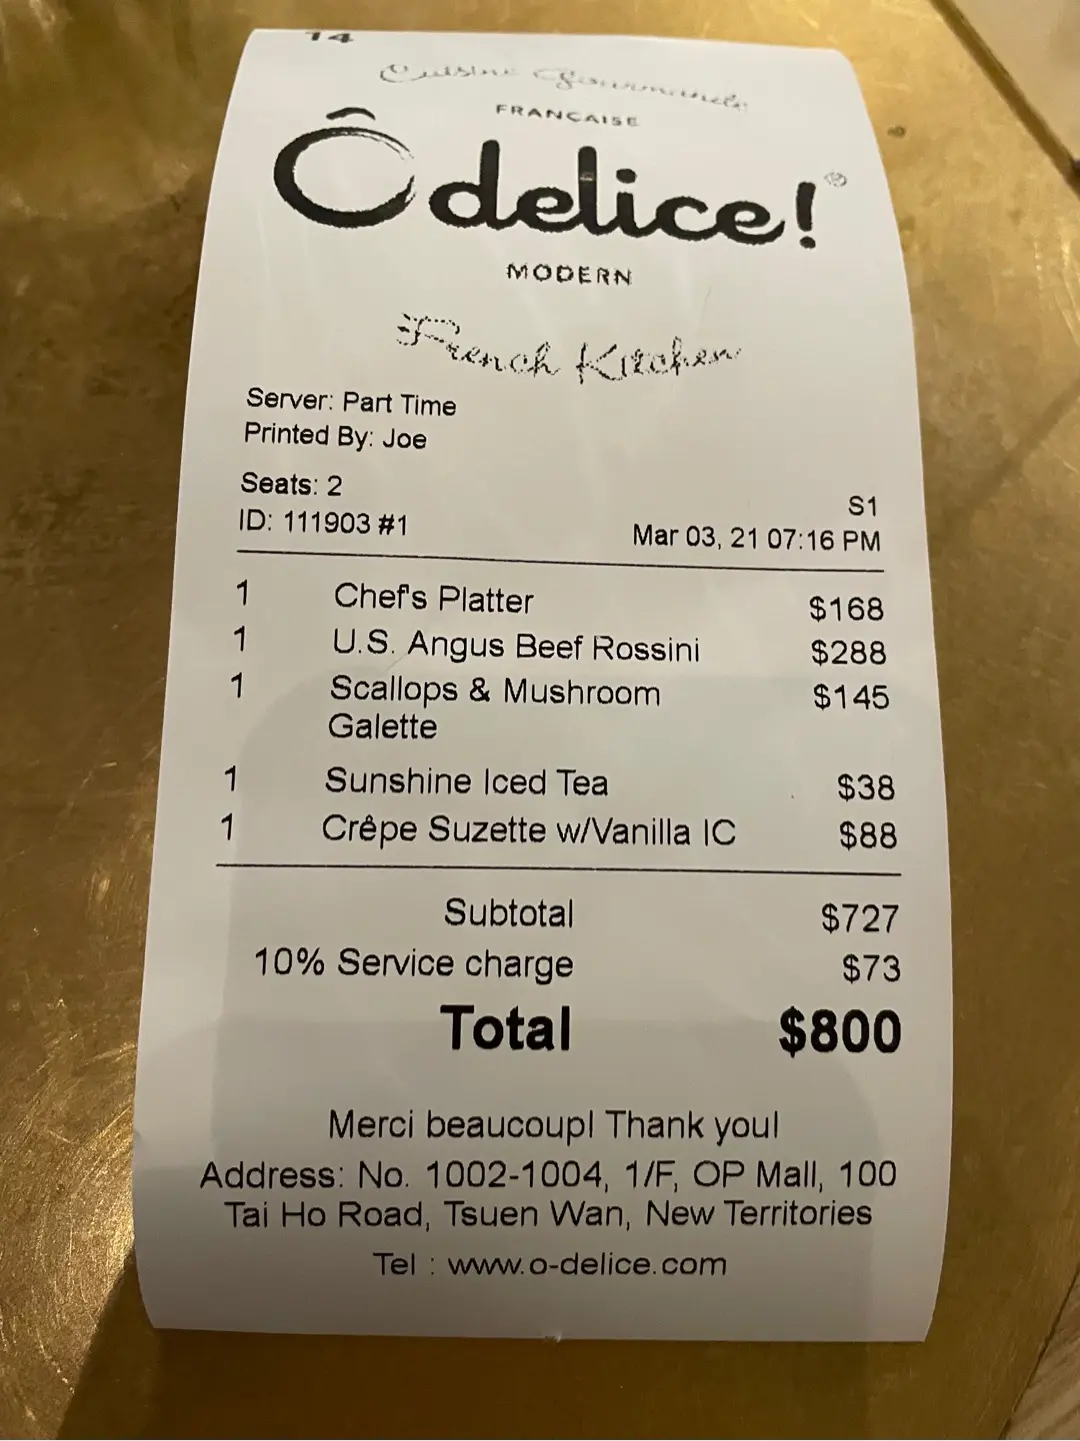 14
Cuisine Gourmande
FRANÇAISE
Ô delice!®
MODERN
French Kitchen
Server: Part Time
Printed By: Joe
Seats: 2
S1
ID: 111903 #1 Mar 03, 21 07:16 PM
1 Chef's Platter $168
1 U.S. Angus Beef Rossini $288
1 Scallops & Mushroom $145
Galette
1 Sunshine Iced Tea $38
1 Crêpe Suzette w/Vanilla IC $88
Subtotal $727
10% Service charge $73
Total $800
Merci beaucoup! Thank you!
Address: No. 1002-1004, 1/F, OP Mall, 100
Tai Ho Road, Tsuen Wan, New Territories
Tel : www.o-delice.com